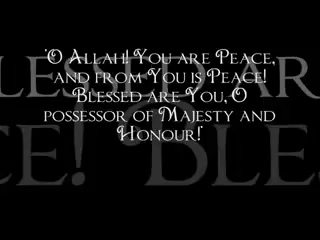 'O Allah! You are Peace,
and from You is Peace!
Blessed are You, O
possessor of Majesty and
Honour!'